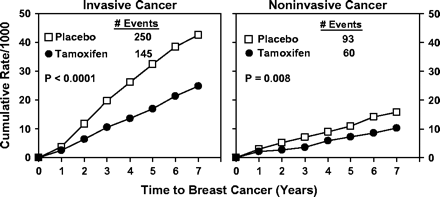 Invasive Cancer
# Events
Placebo 250
Tamoxifen 145
P < 0.0001
Cumulative Rate/1000
50
40
30
20
10
0
0 1 2 3 4 5 6 7
Noninvasive Cancer
# Events
Placebo 93
Tamoxifen 60
P = 0.008
50
40
30
20
10
0
0 1 2 3 4 5 6 7
Time to Breast Cancer (Years)